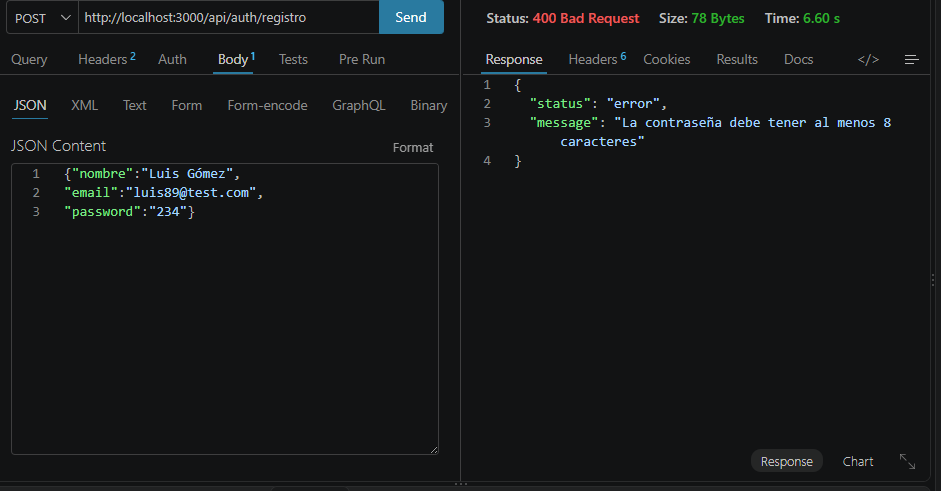 POST http://localhost:3000/api/auth/registro Send
Query Headers 2 Auth Body 1 Tests Pre Run
JSON XML Text Form Form-encode GraphQL Binary
JSON Content Format
1 {"nombre":"Luis Gómez",
2 "email":"luis89@test.com",
3 "password":"234"}
Status: 400 Bad Request Size: 78 Bytes Time: 6.60 s
Response Headers 6 Cookies Results Docs </>
1 {
2 "status": "error",
3 "message": "La contraseña debe tener al menos 8
caracteres"
4 }
Response Chart